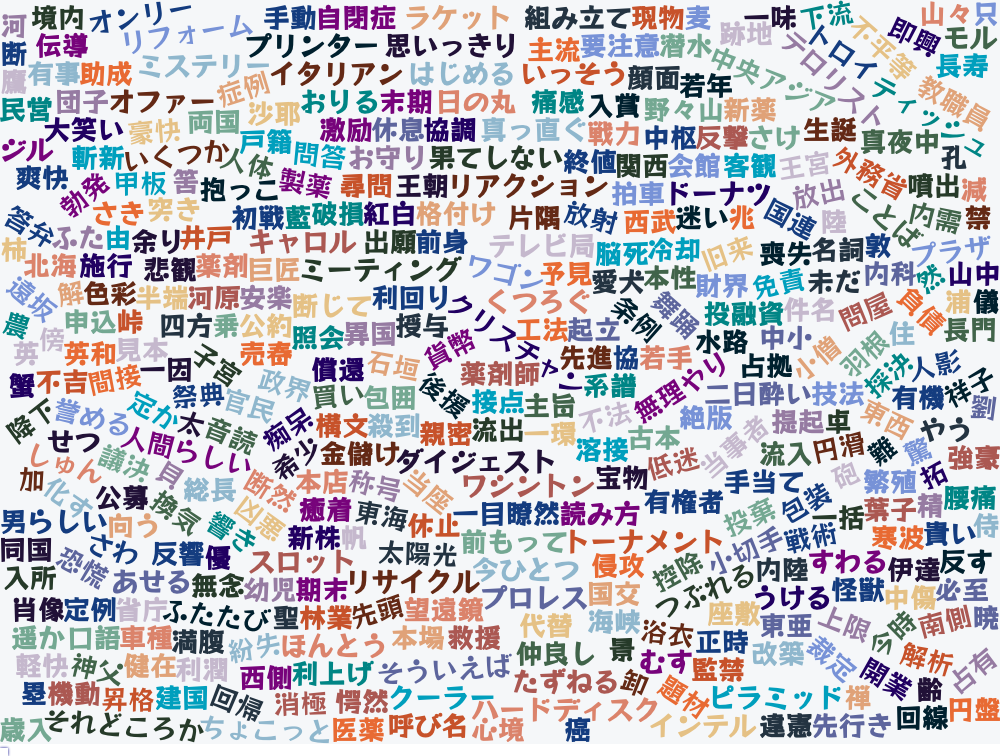 河 境内 オンリー リフォーム 手動 自閉症 ラケット 組み立て 現物 麦 跡地 一味 下流 不平等 即興 山々 只
断 伝導 プリンター 思いっきり 主流 要注意 潜水 中央アジア テロリスト トロイ ティッシュ モル
鷹 有事 助成 ミステリー 症例 イタリアン はじめる いっそう 顔面 若年 教職員 長寿
民営 団子 オファー 沙耶 おりる 末期 日の丸 痛感 入賞 野々山 新薬
大笑い 豪快 両国 戸籍 激励 休息 協調 真っ直ぐ 戦力 中枢 反撃 さけ 生誕 真夜中 孔
ジル 斬新 いくつか 人体 問答 お守り 果てしない 終値 関西 会館 客観 王宮 外務省 噴出 減
爽快 勃発 甲板 筈 抱っこ 製薬 尋問 王朝 リアクション 拍車 ドーナツ 放出 ことば 内需 禁
答弁 さき 突き 初戦 藍 破損 紅白 格付け 片隅 放射 西武 迷い 兆 国連 陸
柿 ふた 由 余り 井戸 キャロル 出願 前身 テレビ局 脳死 冷却 旧来 喪失 名詞 敦 プラザ
北海 施行 悲観 薬剤 巨匠 ミーティング ワゴン 予見 愛犬 本性 財界 免責 未だ 内科 然 山中
遠坂 解 色彩 半端 河原 安楽 断じて 利回り クリスチャン くつろぐ 条例 舞踊 投融資 件名 問屋 負債 浦 儀
農 傍 申込 峠 四方 乗 公約 照会 異国 授与 工法 起立 水路 中小 羽根 住 長門
英 英和 見本 一因 子宮 売春 償還 石垣 貨幣 薬剤師 先進 協 若手 占拠 小僧 採決 人影
蟹 不吉 間接 祭典 官民 政界 買い 包囲 後援 接点 主旨 系譜 不法 無理やり 二日酔い 技法 有機 祥子 劉
降下 誉める 定か 太 音読 痴呆 構文 殺到 親密 流出 一環 溶接 古本 絶版 当事者 提起 卓 東西 やう
せつ 人間らしい 希少 金儲け ダイジェスト 宝物 低迷 流入 円滑 難 驚 強豪
しゅん 加 化す 議決 貝 総長 断然 本店 称号 当座 ワシントン 有権者 手当て 砲 繁殖 拓
公募 換気 凶悪 癒着 東海 休止 一目瞭然 読み方 投棄 包装 一括 葉子 精 腰痛
男らしい 向う 響き 新株 帆 太陽光 前もって トーナメント 小切手 戦術 寒波 貴い 侍
同国 恐慌 さわ 反響 優 スロット 今ひとつ 侵攻 控除 内陸 すわる 伊達 反す
入所 あせる 無念 幼児 期末 リサイクル プロレス 国交 つぶれる うける 怪獣 中傷 必至
肖像 定例 省庁 ふたたび 聖 林業 先頭 望遠鏡 代替 海峡 浴衣 座敷 東亜 上限 今時 南側 暁
遥か 口語 車種 満腹 紛失 ほんとう 本場 救援 仲良し 景 正時 改築 裁定 解析 占有
軽快 神父 健在 利潤 西側 利上げ そういえば たずねる 卸 むす 監禁 開業 齢
塁 機動 昇格 建国 回帰 消極 愕然 クーラー ハードディスク 題材 ピラミッド 禅 円盤
歳入 それどころか ちょこっと 医薬 呼び名 心境 癌 インテル 違憲 先行き 回線